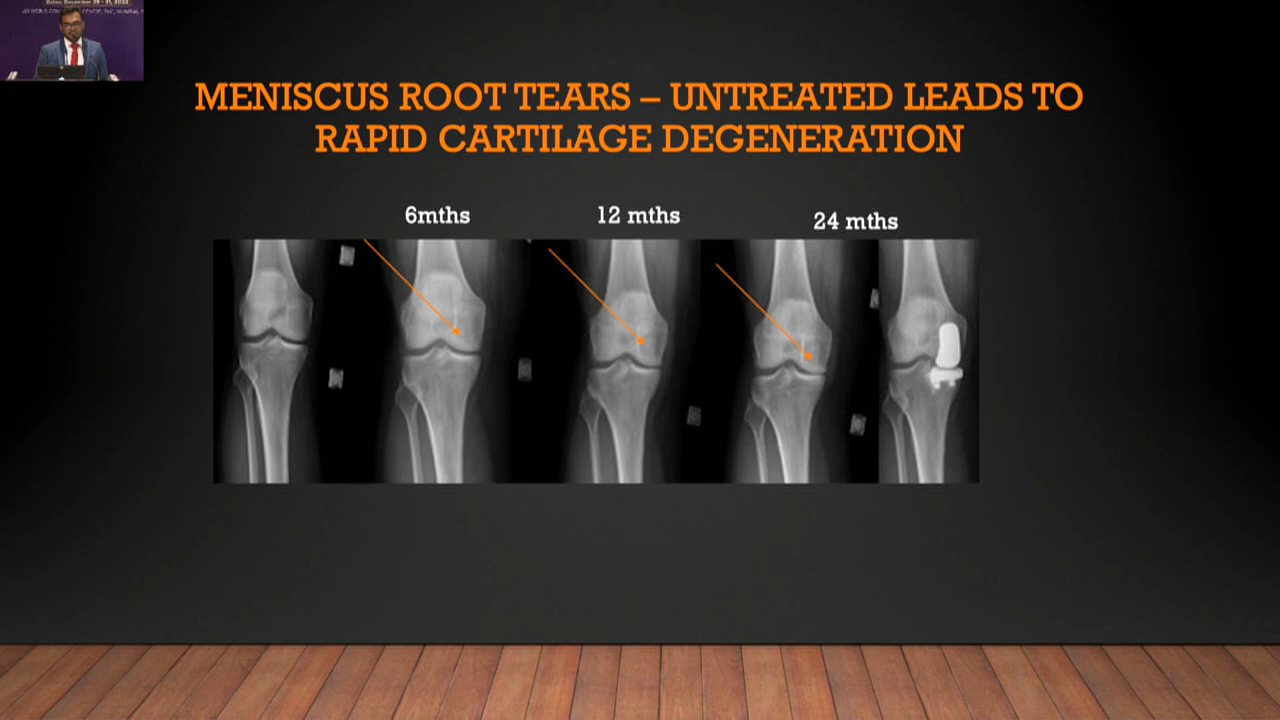 MENISCUS ROOT TEARS – UNTREATED LEADS TO
RAPID CARTILAGE DEGENERATION
6mths
12 mths
24 mths